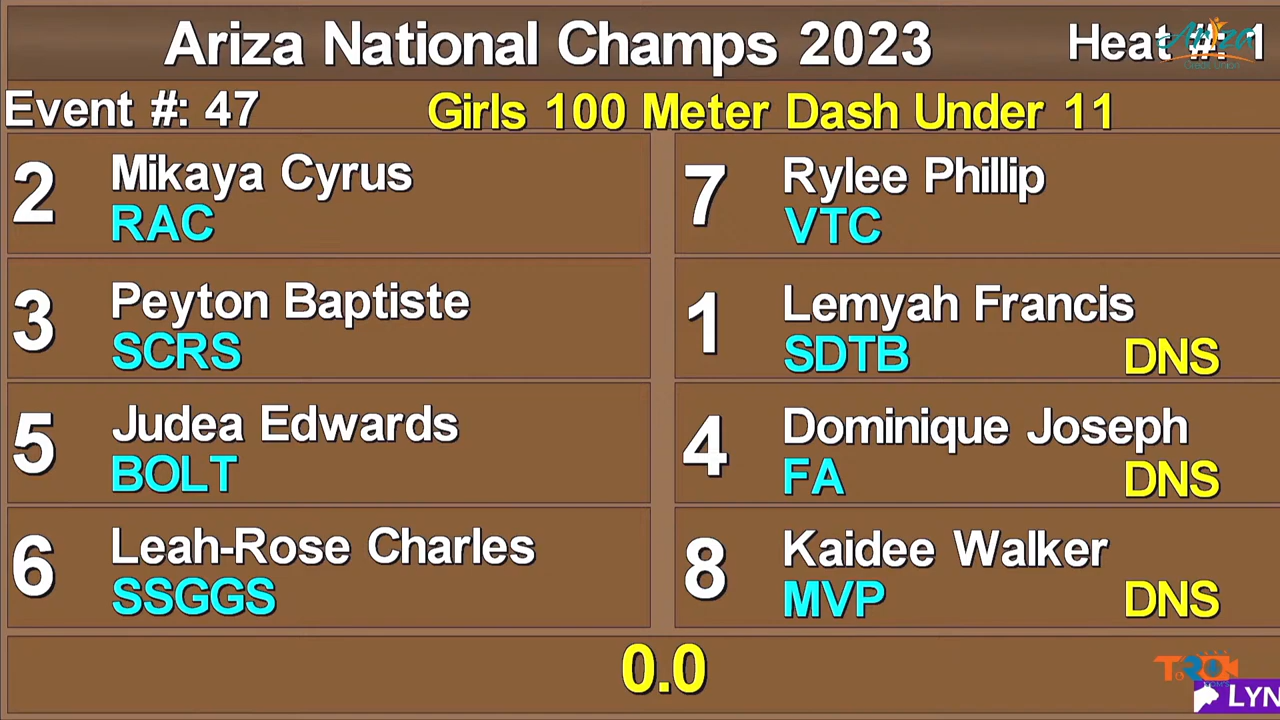 Ariza National Champs 2023
Heat #: 1
Ariza
Event #: 47
Girls 100 Meter Dash Under 11
2 Mikaya Cyrus
RAC
3 Peyton Baptiste
SCRS
5 Judea Edwards
BOLT
6 Leah-Rose Charles
SSGGS
7 Rylee Phillip
VTC
1 Lemyah Francis
SDTB DNS
4 Dominique Joseph
FA DNS
8 Kaidee Walker
MVP DNS
0.0
LYN